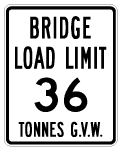 BRIDGE
LOAD LIMIT
36
TONNES G.V.W.